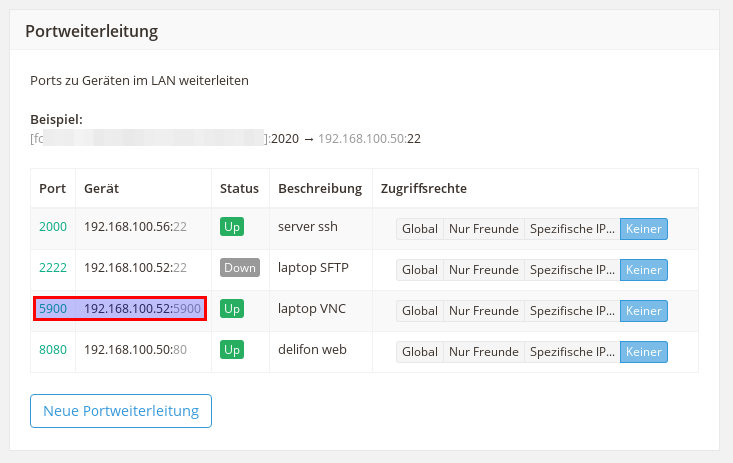 Portweiterleitung
Ports zu Geräten im LAN weiterleiten
Beispiel:
[fc ]:2020 → 192.168.100.50:22
Port Gerät Status Beschreibung Zugriffsrechte
2000 192.168.100.56:22 Up server ssh Global Nur Freunde Spezifische IP... Keiner
2222 192.168.100.52:22 Down laptop SFTP Global Nur Freunde Spezifische IP... Keiner
5900 192.168.100.52:5900 Up laptop VNC Global Nur Freunde Spezifische IP... Keiner
8080 192.168.100.50:80 Up delifon web Global Nur Freunde Spezifische IP... Keiner
Neue Portweiterleitung